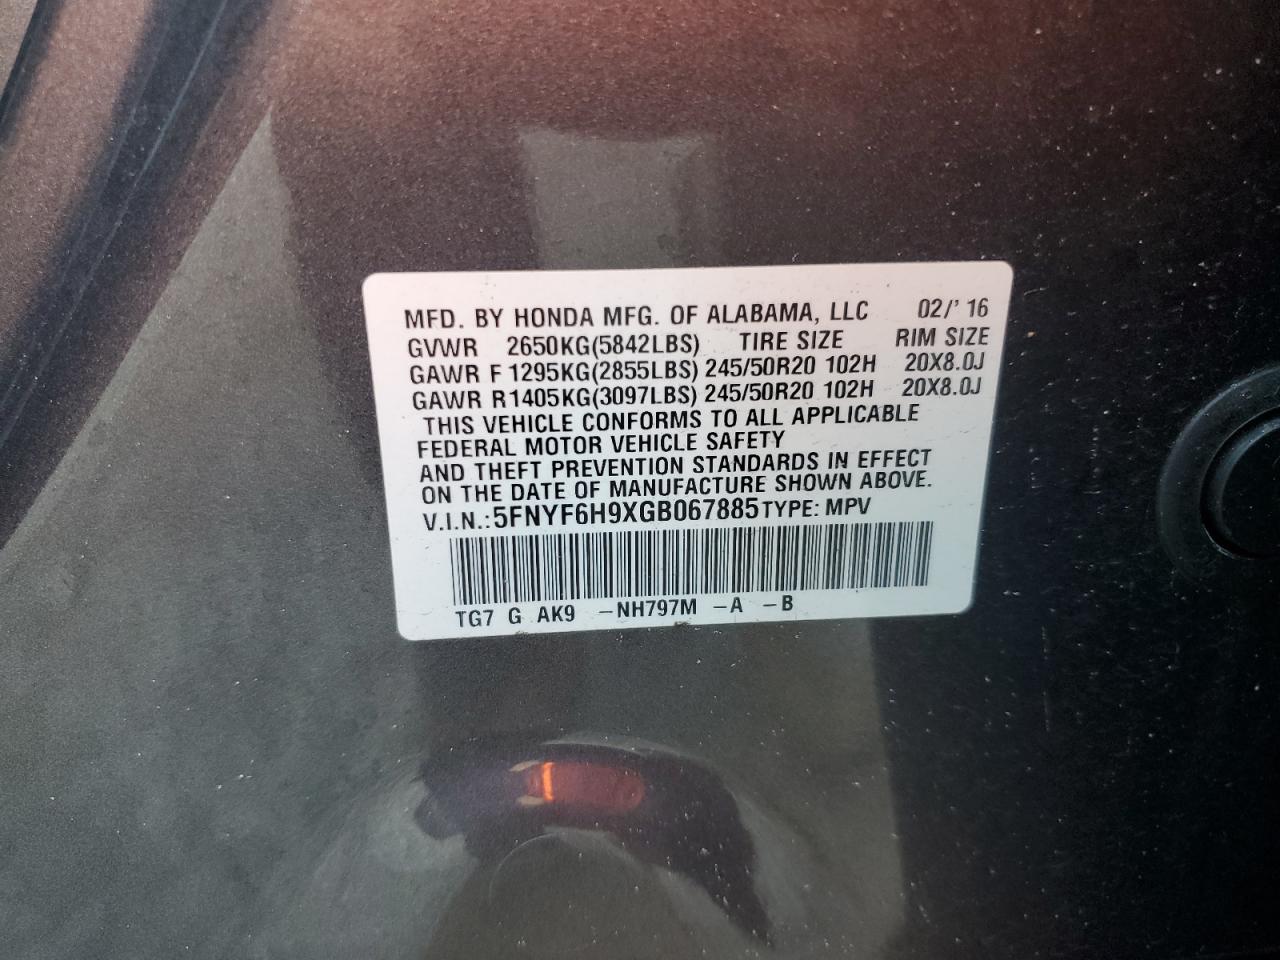 MFD. BY HONDA MFG. OF ALABAMA, LLC 02/' 16
GVWR 2650KG(5842LBS) TIRE SIZE RIM SIZE
GAWR F 1295KG(2855LBS) 245/50R20 102H 20X8.0J
GAWR R1405KG(3097LBS) 245/50R20 102H 20X8.0J
THIS VEHICLE CONFORMS TO ALL APPLICABLE
FEDERAL MOTOR VEHICLE SAFETY
AND THEFT PREVENTION STANDARDS IN EFFECT
ON THE DATE OF MANUFACTURE SHOWN ABOVE.
V.I.N.:5FNYF6H9XGB067885 TYPE: MPV
TG7 G AK9 -NH797M -A -B